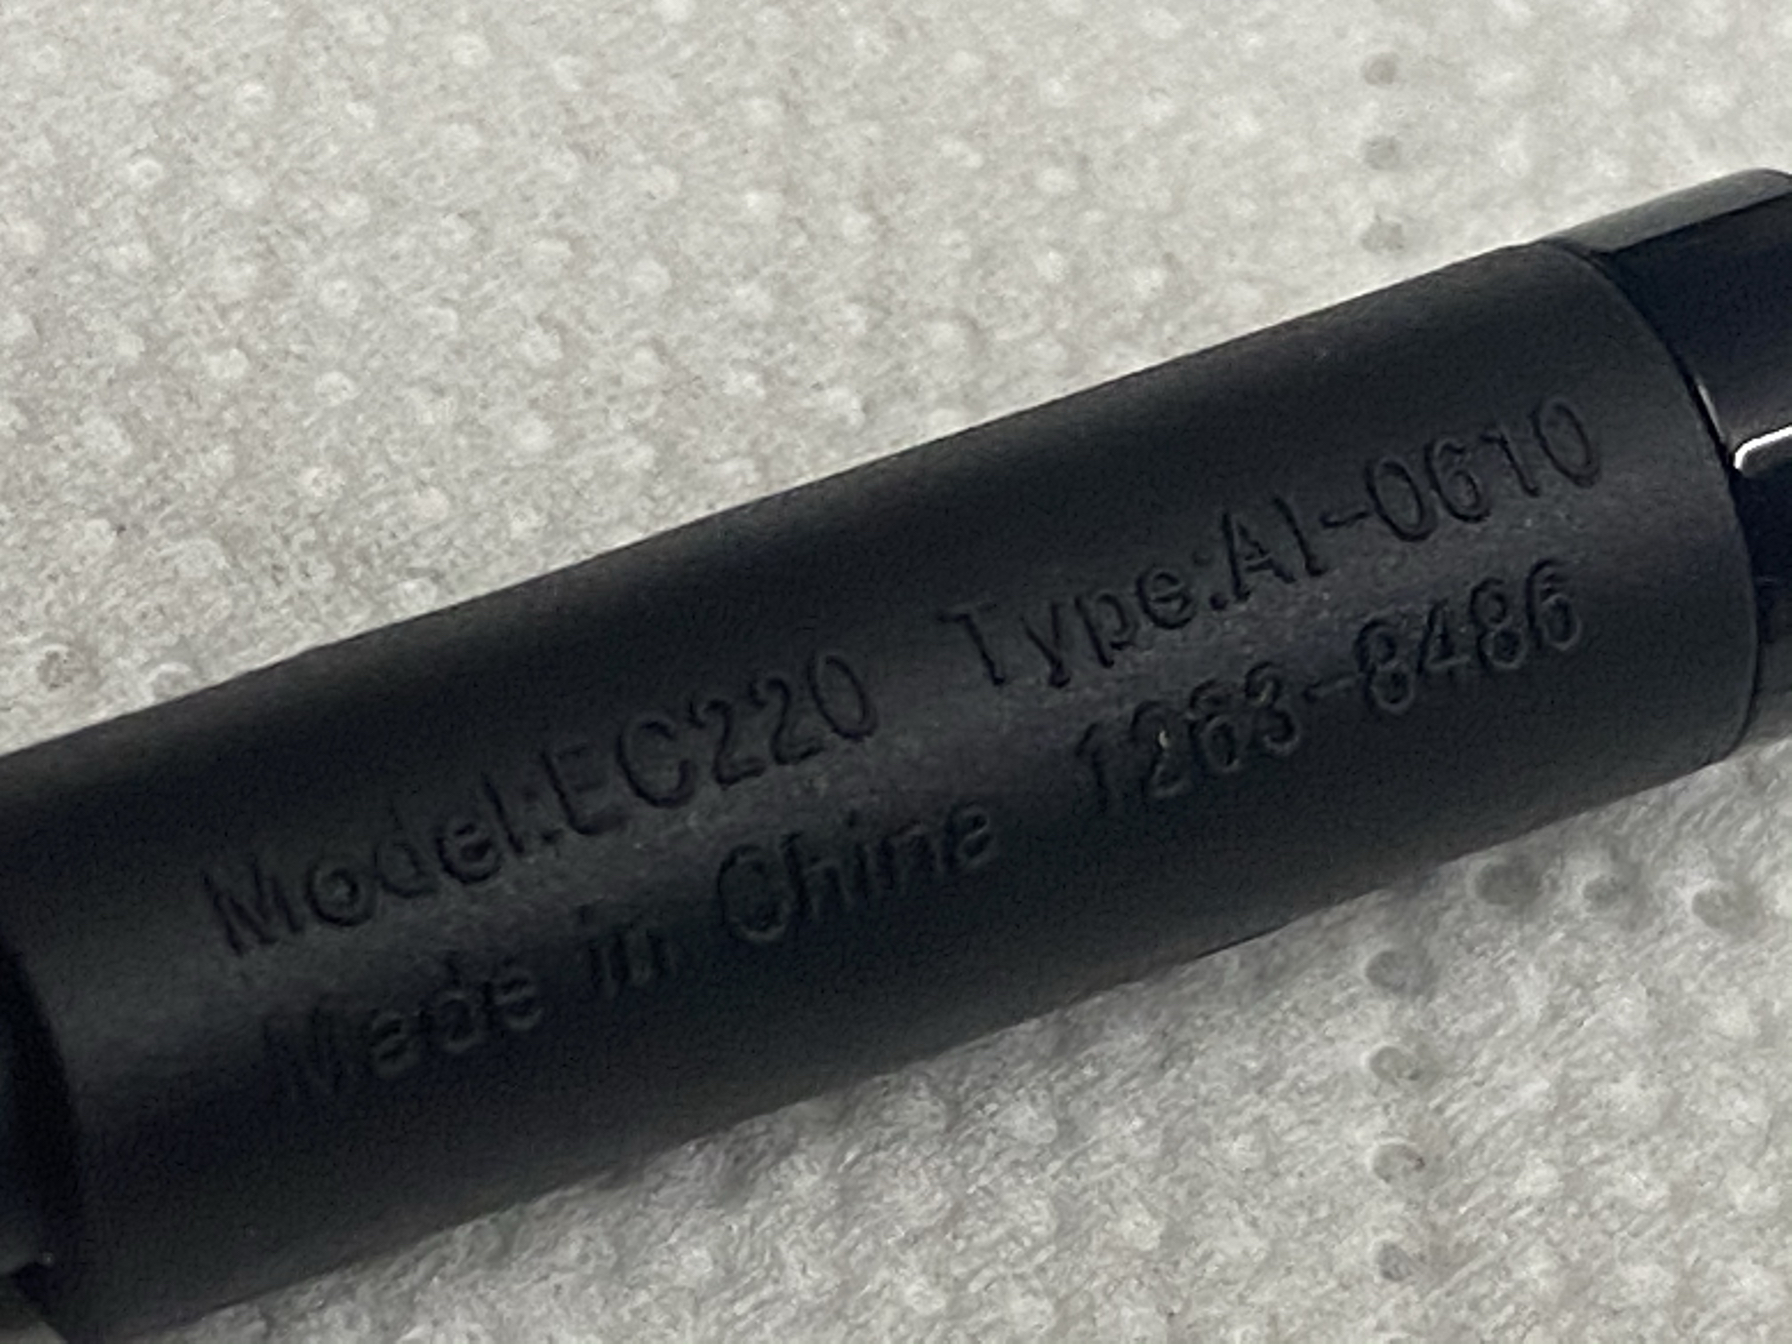 Model:EC220 Type:AI-0610
Made in China 1263-8486